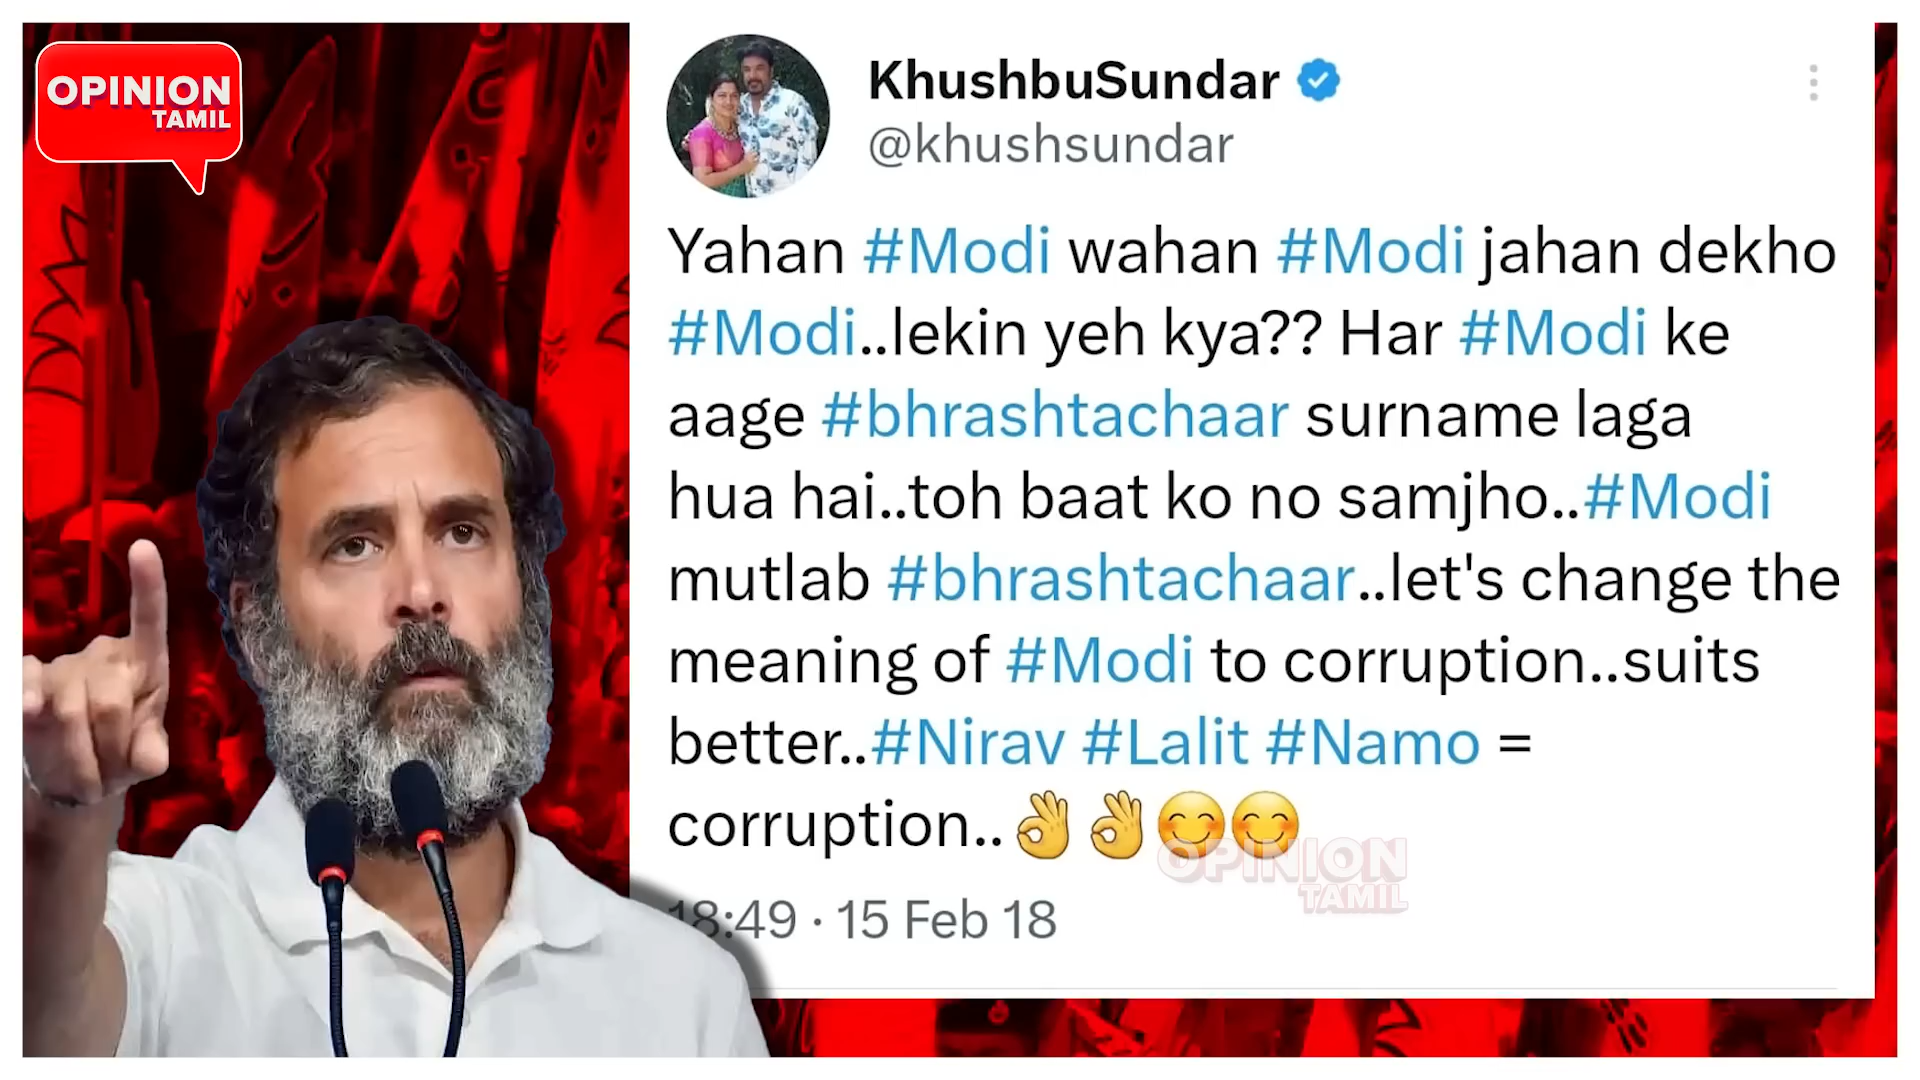 OPINION
TAMIL
KhushbuSundar
@khushsundar
Yahan #Modi wahan #Modi jahan dekho
#Modi..lekin yeh kya?? Har #Modi ke
aage #bhrashtachaar surname laga
hua hai..toh baat ko no samjho..#Modi
mutlab #bhrashtachaar..let's change the
meaning of #Modi to corruption..suits
better..#Nirav #Lalit #Namo =
corruption..👌👌😊😊
OPINION
TAMIL
18:49 · 15 Feb 18